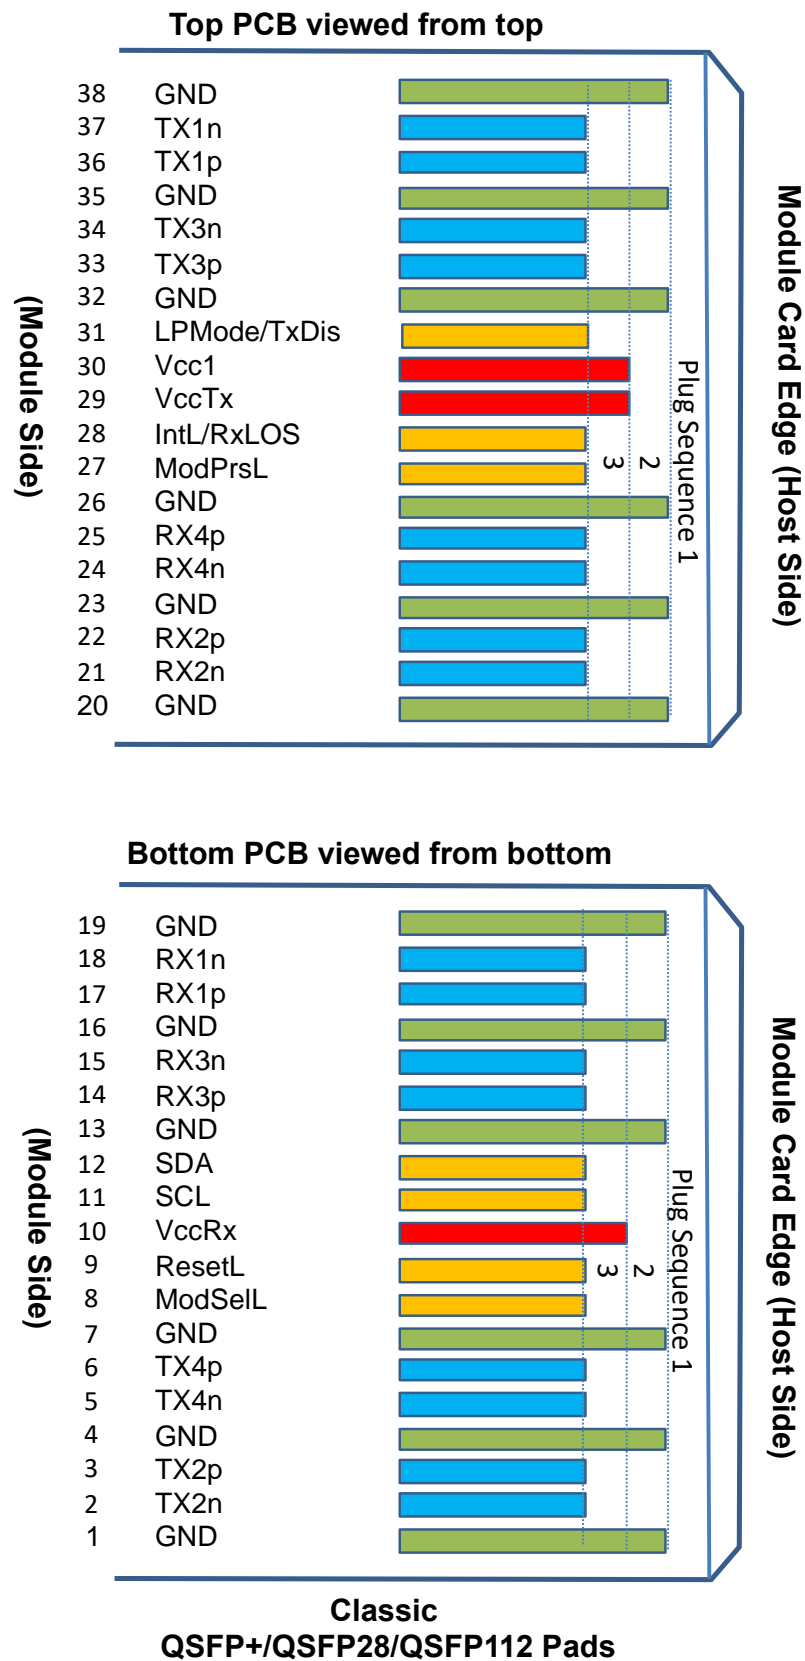 Top PCB viewed from top
38 GND
37 TX1n
36 TX1p
35 GND
34 TX3n
33 TX3p
32 GND
31 LPMode/TxDis
30 Vcc1
29 VccTx
28 IntL/RxLOS
27 ModPrsL
26 GND
25 RX4p
24 RX4n
23 GND
22 RX2p
21 RX2n
20 GND
(Module Side)
3
2
Plug Sequence 1
Module Card Edge (Host Side)
Bottom PCB viewed from bottom
19 GND
18 RX1n
17 RX1p
16 GND
15 RX3n
14 RX3p
13 GND
12 SDA
11 SCL
10 VccRx
9 ResetL
8 ModSelL
7 GND
6 TX4p
5 TX4n
4 GND
3 TX2p
2 TX2n
1 GND
(Module Side)
3
2
Plug Sequence 1
Module Card Edge (Host Side)
Classic
QSFP+/QSFP28/QSFP112 Pads